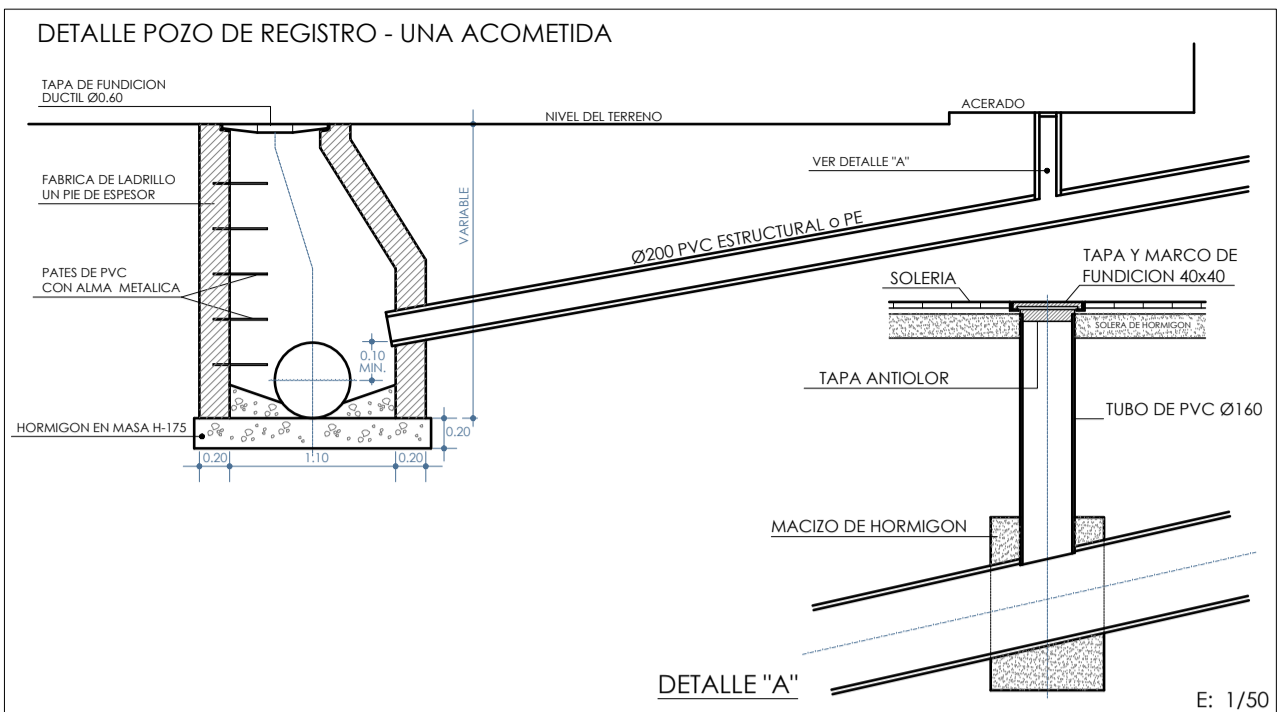 DETALLE POZO DE REGISTRO - UNA ACOMETIDA
TAPA DE FUNDICION
DUCTIL Ø0.60
NIVEL DEL TERRENO
ACERADO
VER DETALLE "A"
FABRICA DE LADRILLO
UN PIE DE ESPESOR
VARIABLE
Ø200 PVC ESTRUCTURAL o PE
PATES DE PVC
CON ALMA METALICA
0.10
MIN.
HORMIGON EN MASA H-175
0.20
0.20
1.10
0.20
SOLERIA
TAPA Y MARCO DE
FUNDICION 40x40
SOLERA DE HORMIGON
TAPA ANTIOLOR
TUBO DE PVC Ø160
MACIZO DE HORMIGON
DETALLE "A"
E: 1/50